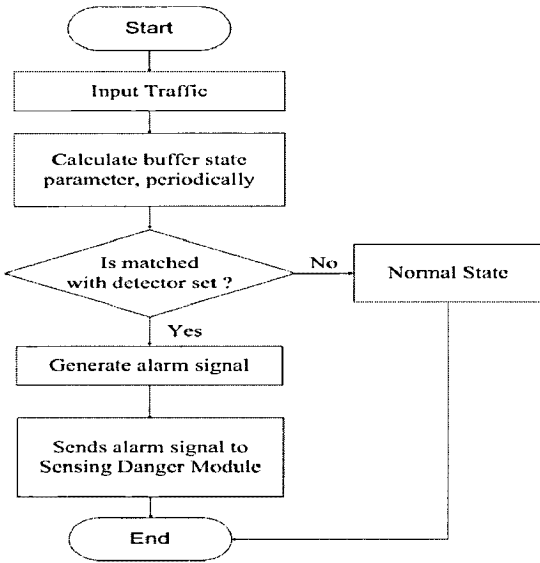 Start
Input Traffic
Calculate buffer state
parameter, periodically
Is matched
with detector set ?
No
Normal State
Yes
Generate alarm signal
Sends alarm signal to
Sensing Danger Module
End